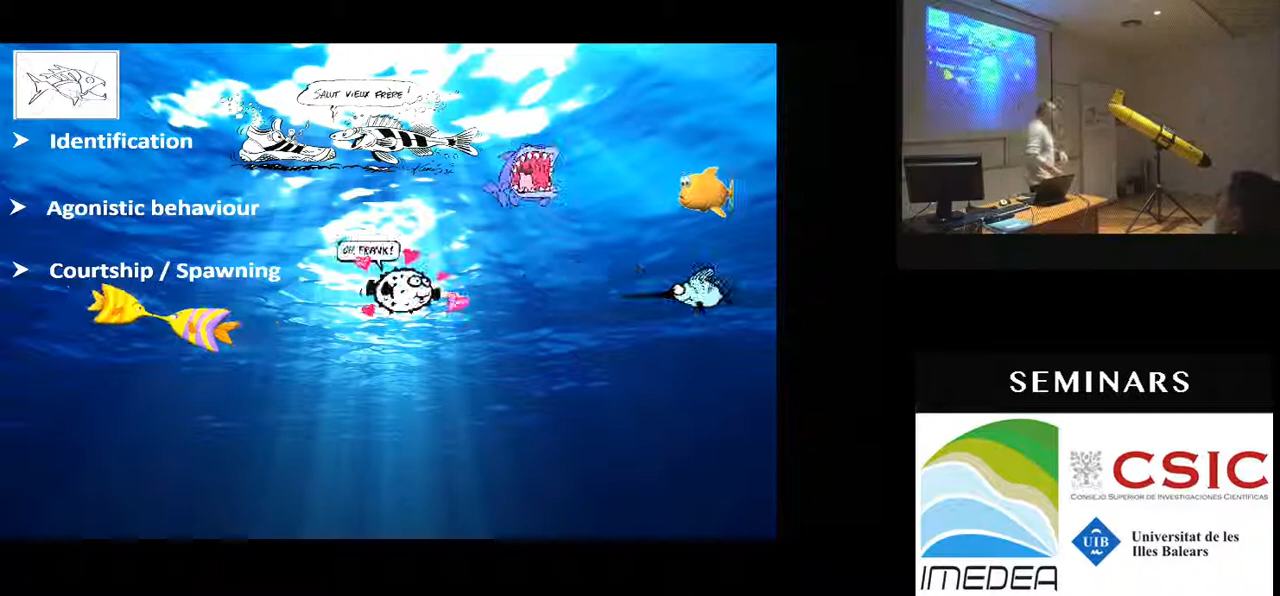 SALUT VIEUX FRÈRE !
Identification
Agonistic behaviour
OH, FRANK!
Courtship / Spawning
SEMINARS
CSIC
CONSEJO SUPERIOR DE INVESTIGACIONES CIENTÍFICAS
UIB
Universitat de les
Illes Balears
IMEDEA